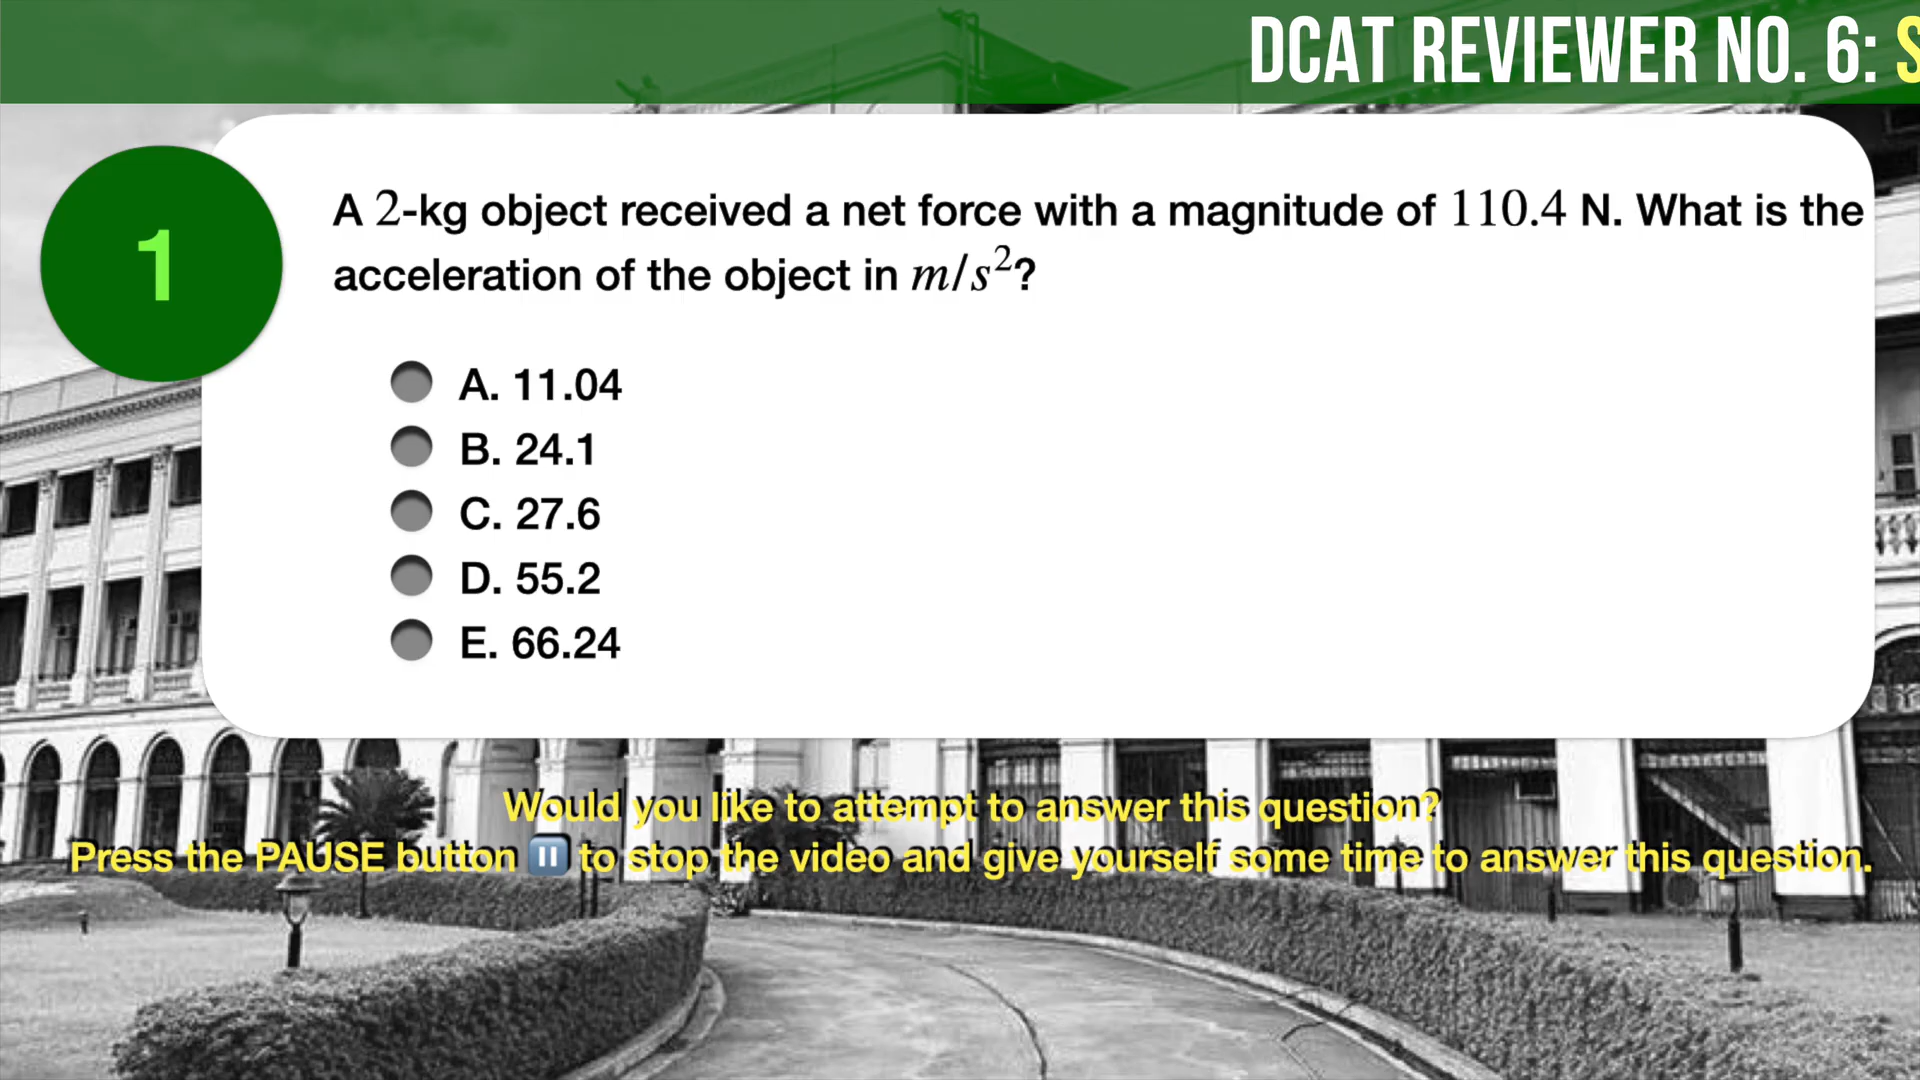 DCAT REVIEWER NO. 6: S
1
A 2-kg object received a net force with a magnitude of 110.4 N. What is the
acceleration of the object in m/s²?
A. 11.04
B. 24.1
C. 27.6
D. 55.2
E. 66.24
Would you like to attempt to answer this question?
Press the PAUSE button ⏸️ to stop the video and give yourself some time to answer this question.